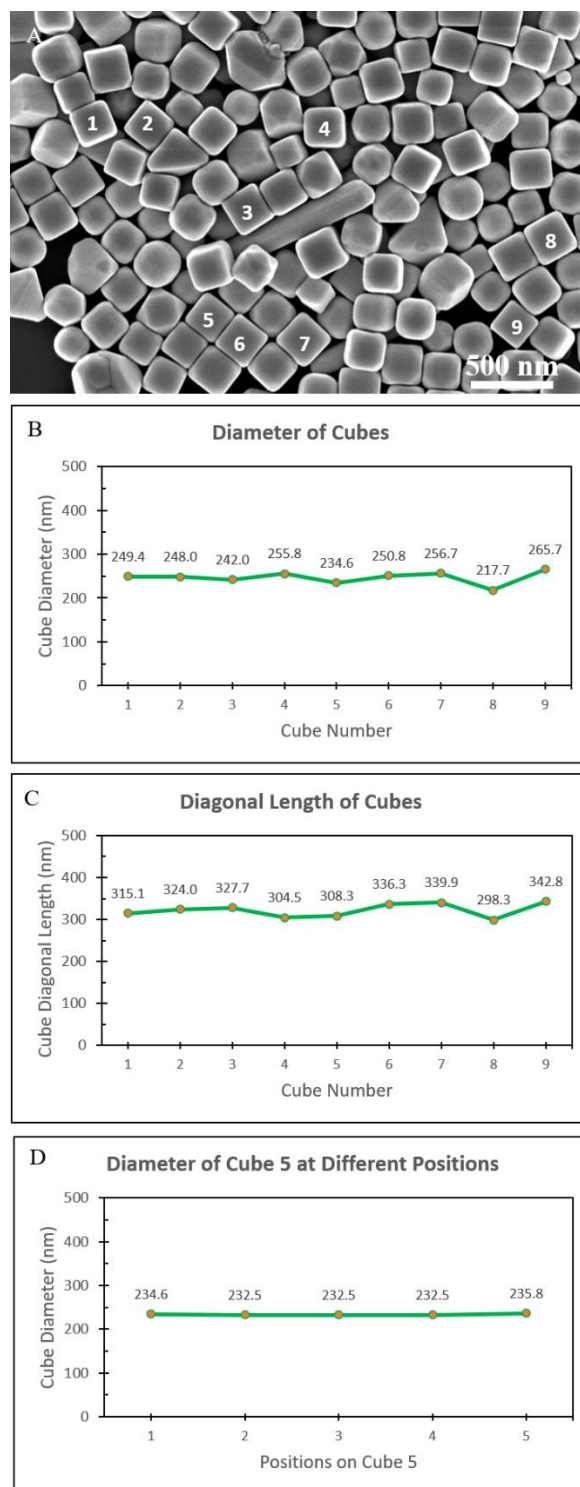 A
1
2
4
3
8
5
6
7
9
500 nm
B
Diameter of Cubes
Cube Diameter (nm)
500
400
300
200
100
0
249.4 248.0 242.0 255.8 234.6 250.8 256.7 217.7 265.7
1 2 3 4 5 6 7 8 9
Cube Number
C
Diagonal Length of Cubes
Cube Diagonal Length (nm)
500
400
300
200
100
0
315.1 324.0 327.7 304.5 308.3 336.3 339.9 298.3 342.8
1 2 3 4 5 6 7 8 9
Cube Number
D
Diameter of Cube 5 at Different Positions
Cube Diameter (nm)
500
400
300
200
100
0
234.6 232.5 232.5 232.5 235.8
1 2 3 4 5
Positions on Cube 5